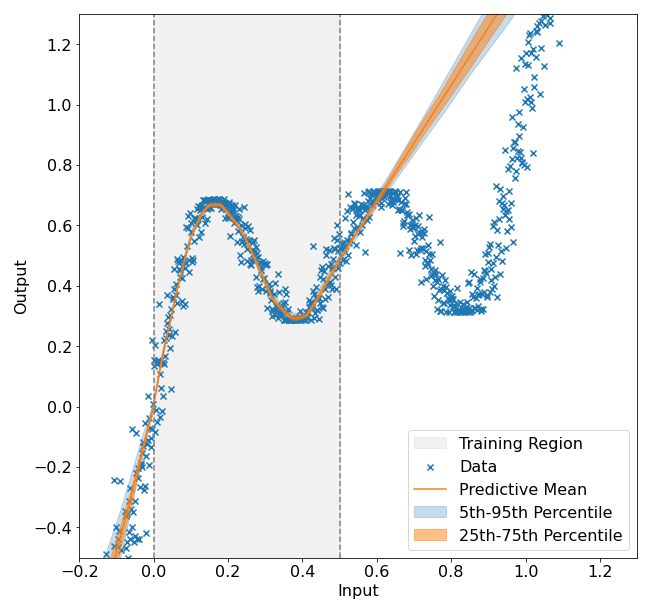 1.2
1.0
0.8
0.6
0.4
0.2
0.0
−0.2
−0.4
Output
Training Region
Data
Predictive Mean
5th-95th Percentile
25th-75th Percentile
−0.2 0.0 0.2 0.4 0.6 0.8 1.0 1.2
Input